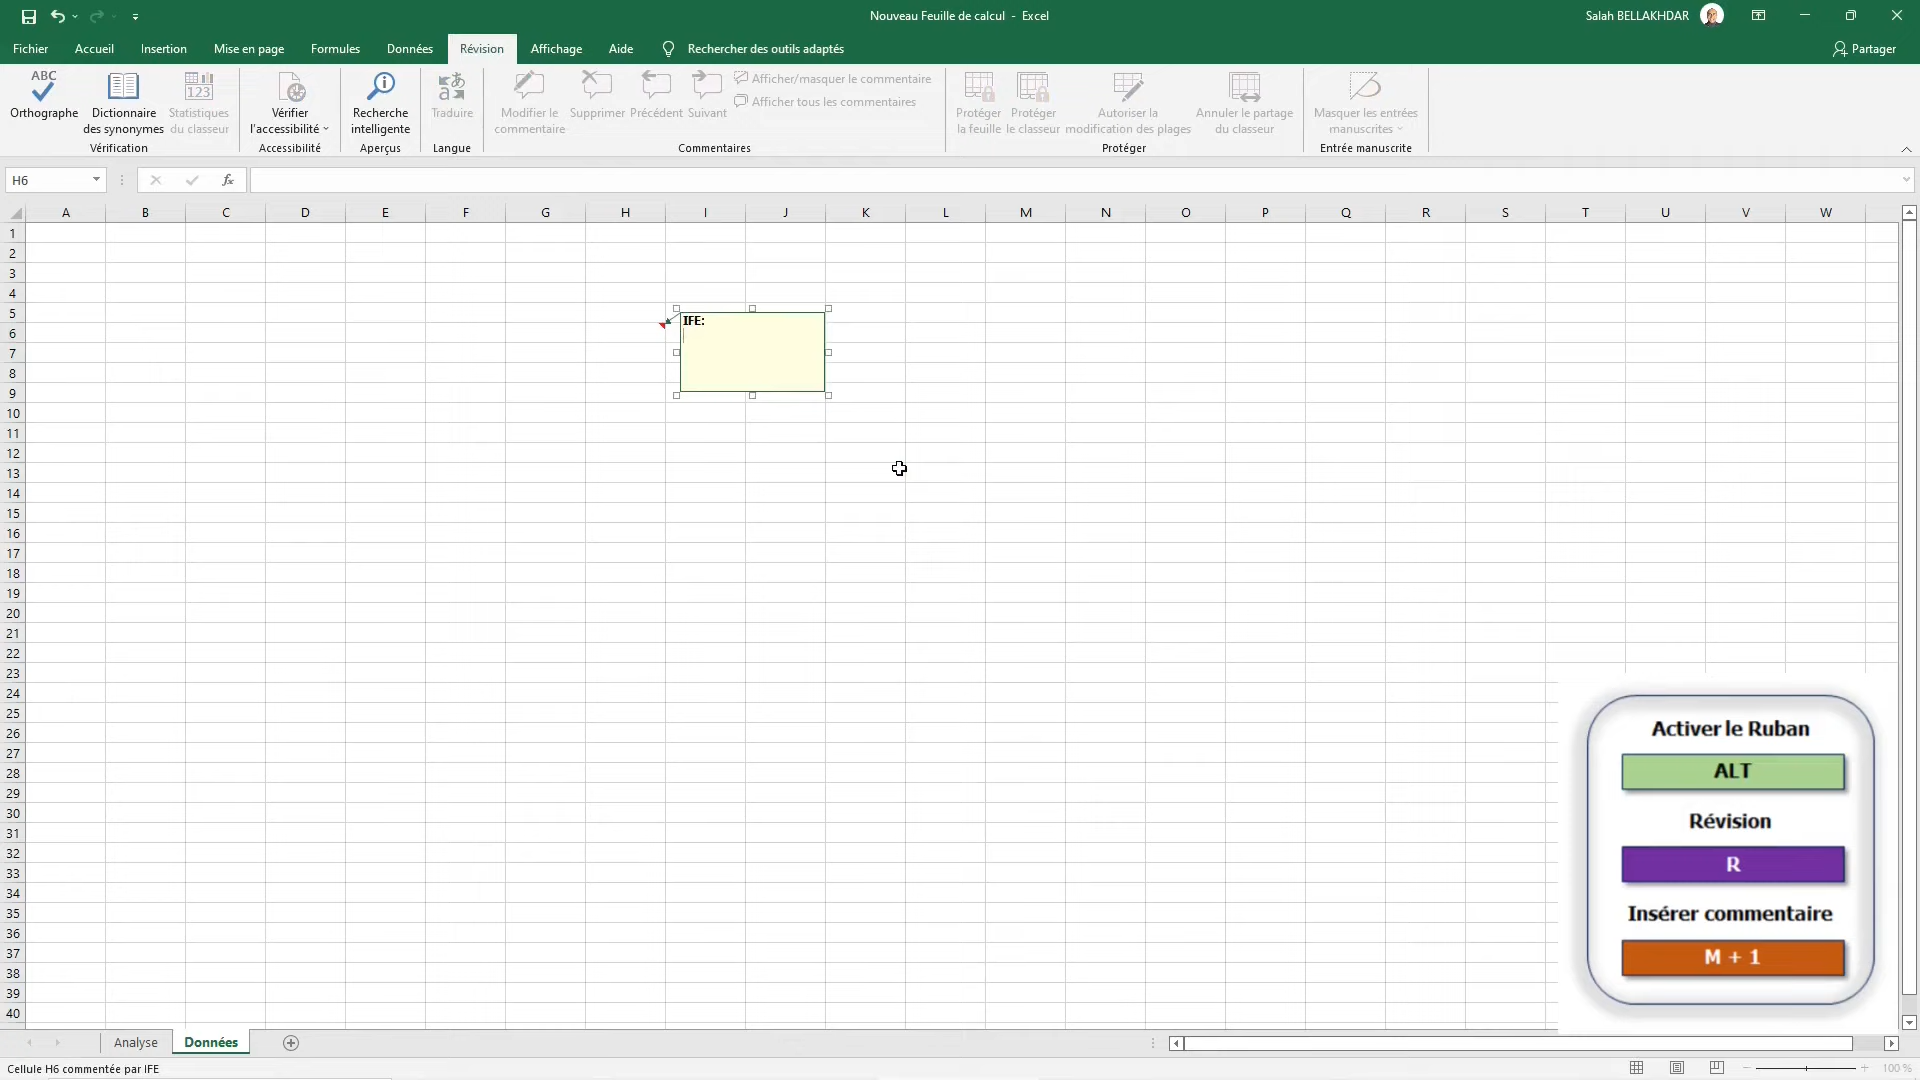 Nouveau Feuille de calcul - Excel
Salah BELLAKHDAR
Fichier Accueil Insertion Mise en page Formules Données Révision Affichage Aide Rechercher des outils adaptés Partager
ABC
Orthographe
Dictionnaire
des synonymes
123
Statistiques
du classeur
Vérification
Vérifier
l'accessibilité
Accessibilité
Recherche
intelligente
Aperçus
Traduire
Langue
Modifier le
commentaire
Supprimer
Précédent
Suivant
Afficher/masquer le commentaire
Afficher tous les commentaires
Commentaires
Protéger
la feuille
Protéger
le classeur
Autoriser la
modification des plages
Annuler le partage
du classeur
Protéger
Masquer les entrées
manuscrites
Entrée manuscrite
H6
fx
A B C D E F G H I J K L M N O P Q R S T U V W
1
2
3
4
5
6
7
8
9
10
11
12
13
14
15
16
17
18
19
20
21
22
23
24
25
26
27
28
29
30
31
32
33
34
35
36
37
38
39
40
IFE:
Activer le Ruban
ALT
Révision
R
Insérer commentaire
M + 1
Analyse Données
Cellule H6 commentée par IFE
100 %